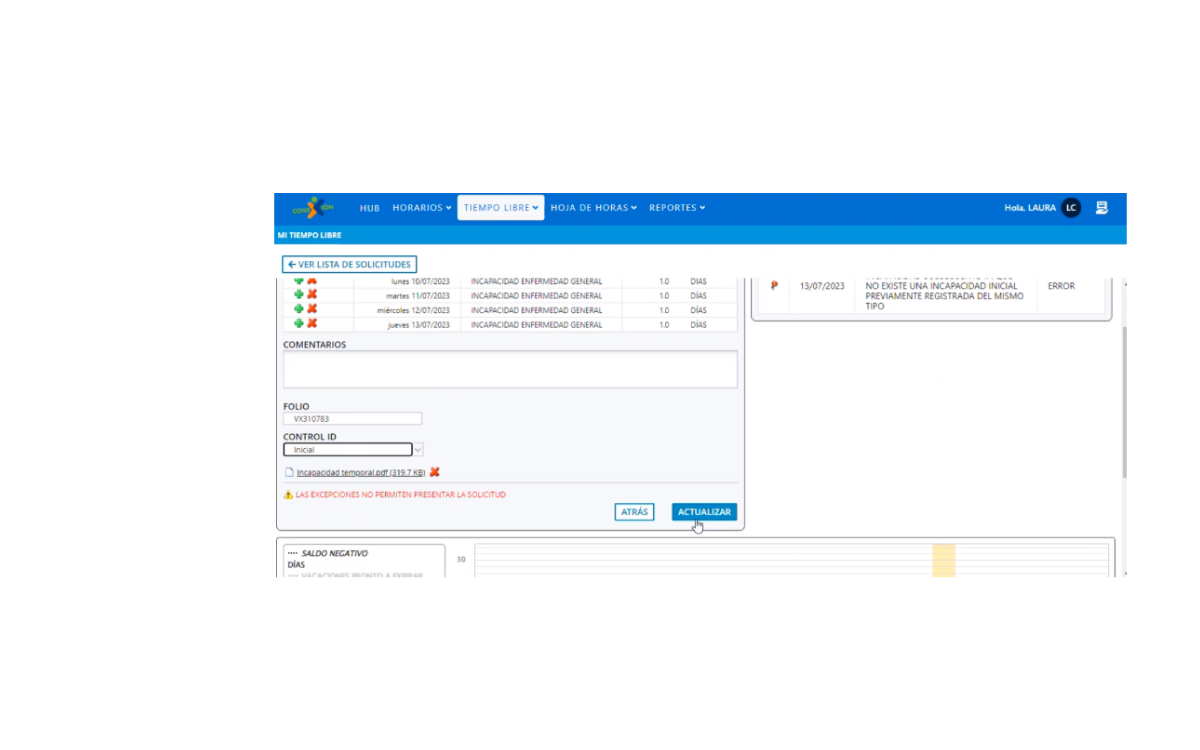 HUB HORARIOS TIEMPO LIBRE HOJA DE HORAS REPORTES Hola, LAURA LC
MI TIEMPO LIBRE
VER LISTA DE SOLICITUDES
lunes 10/07/2023 INCAPACIDAD ENFERMEDAD GENERAL 1.0 DÍAS
martes 11/07/2023 INCAPACIDAD ENFERMEDAD GENERAL 1.0 DÍAS
miércoles 12/07/2023 INCAPACIDAD ENFERMEDAD GENERAL 1.0 DÍAS
jueves 13/07/2023 INCAPACIDAD ENFERMEDAD GENERAL 1.0 DÍAS
13/07/2023
NO EXISTE UNA INCAPACIDAD INICIAL
PREVIAMENTE REGISTRADA DEL MISMO
TIPO
ERROR
COMENTARIOS
FOLIO
VX310783
CONTROL ID
Inicial
Incapacidad temporal.pdf (319.7 KB)
LAS EXCEPCIONES NO PERMITEN PRESENTAR LA SOLICITUD
ATRÁS ACTUALIZAR
---- SALDO NEGATIVO
DÍAS
---- VACACIONES PRONTO A EXPIRAR